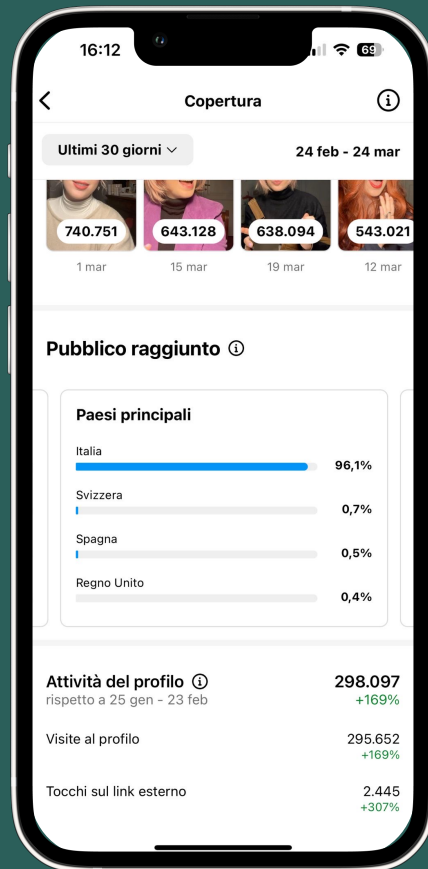 16:12
69
Copertura
Ultimi 30 giorni
24 feb - 24 mar
740.751
643.128
638.094
543.021
1 mar
15 mar
19 mar
12 mar
Pubblico raggiunto
Paesi principali
Italia
96,1%
Svizzera
0,7%
Spagna
0,5%
Regno Unito
0,4%
Attività del profilo
298.097
rispetto a 25 gen - 23 feb
+169%
Visite al profilo
295.652
+169%
Tocchi sul link esterno
2.445
+307%